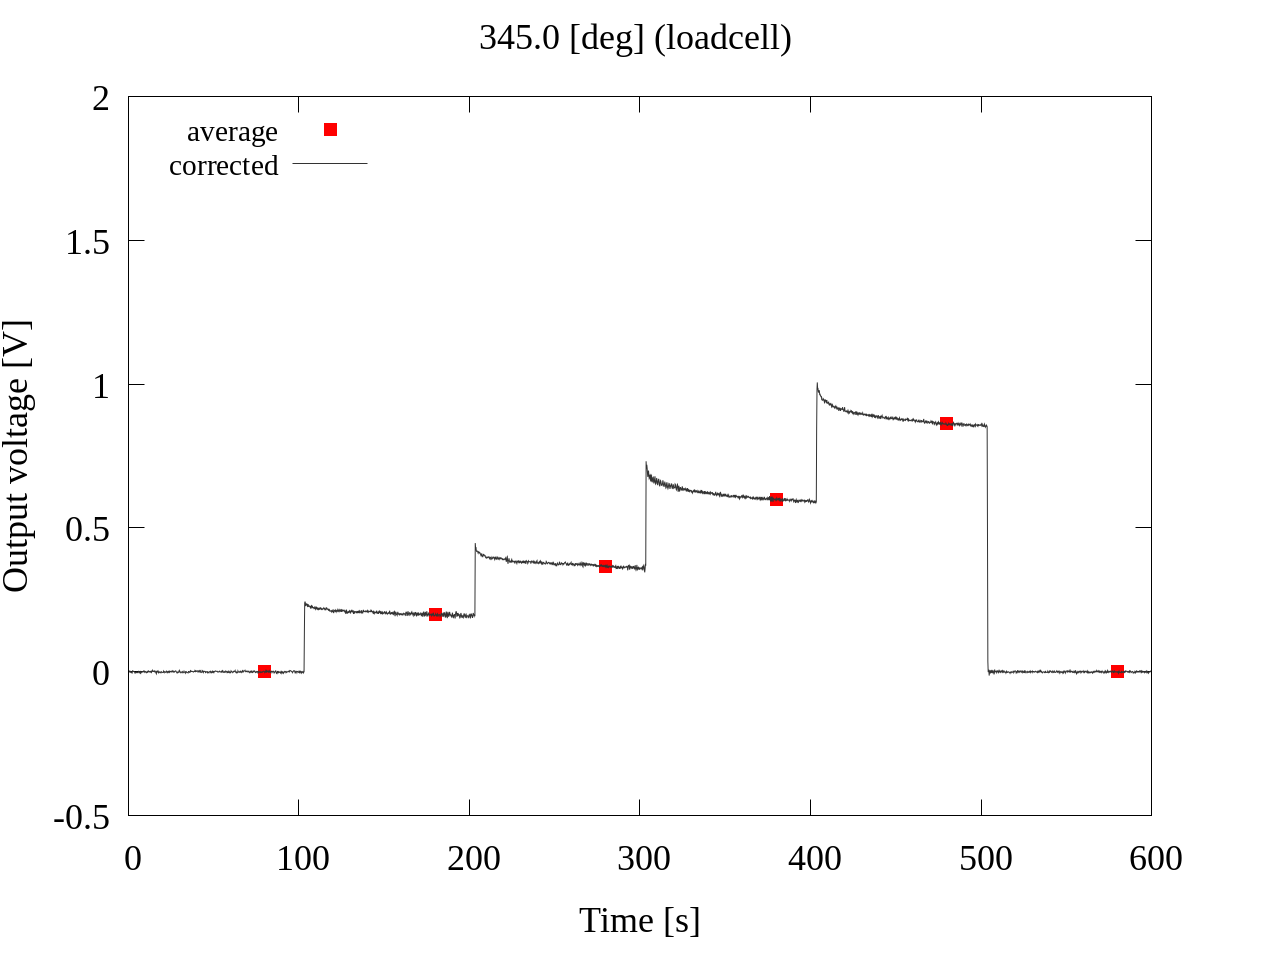 345.0 [deg] (loadcell)
2
average
corrected
1.5
1
Output voltage [V]
0.5
0
-0.5
0 100 200 300 400 500 600
Time [s]